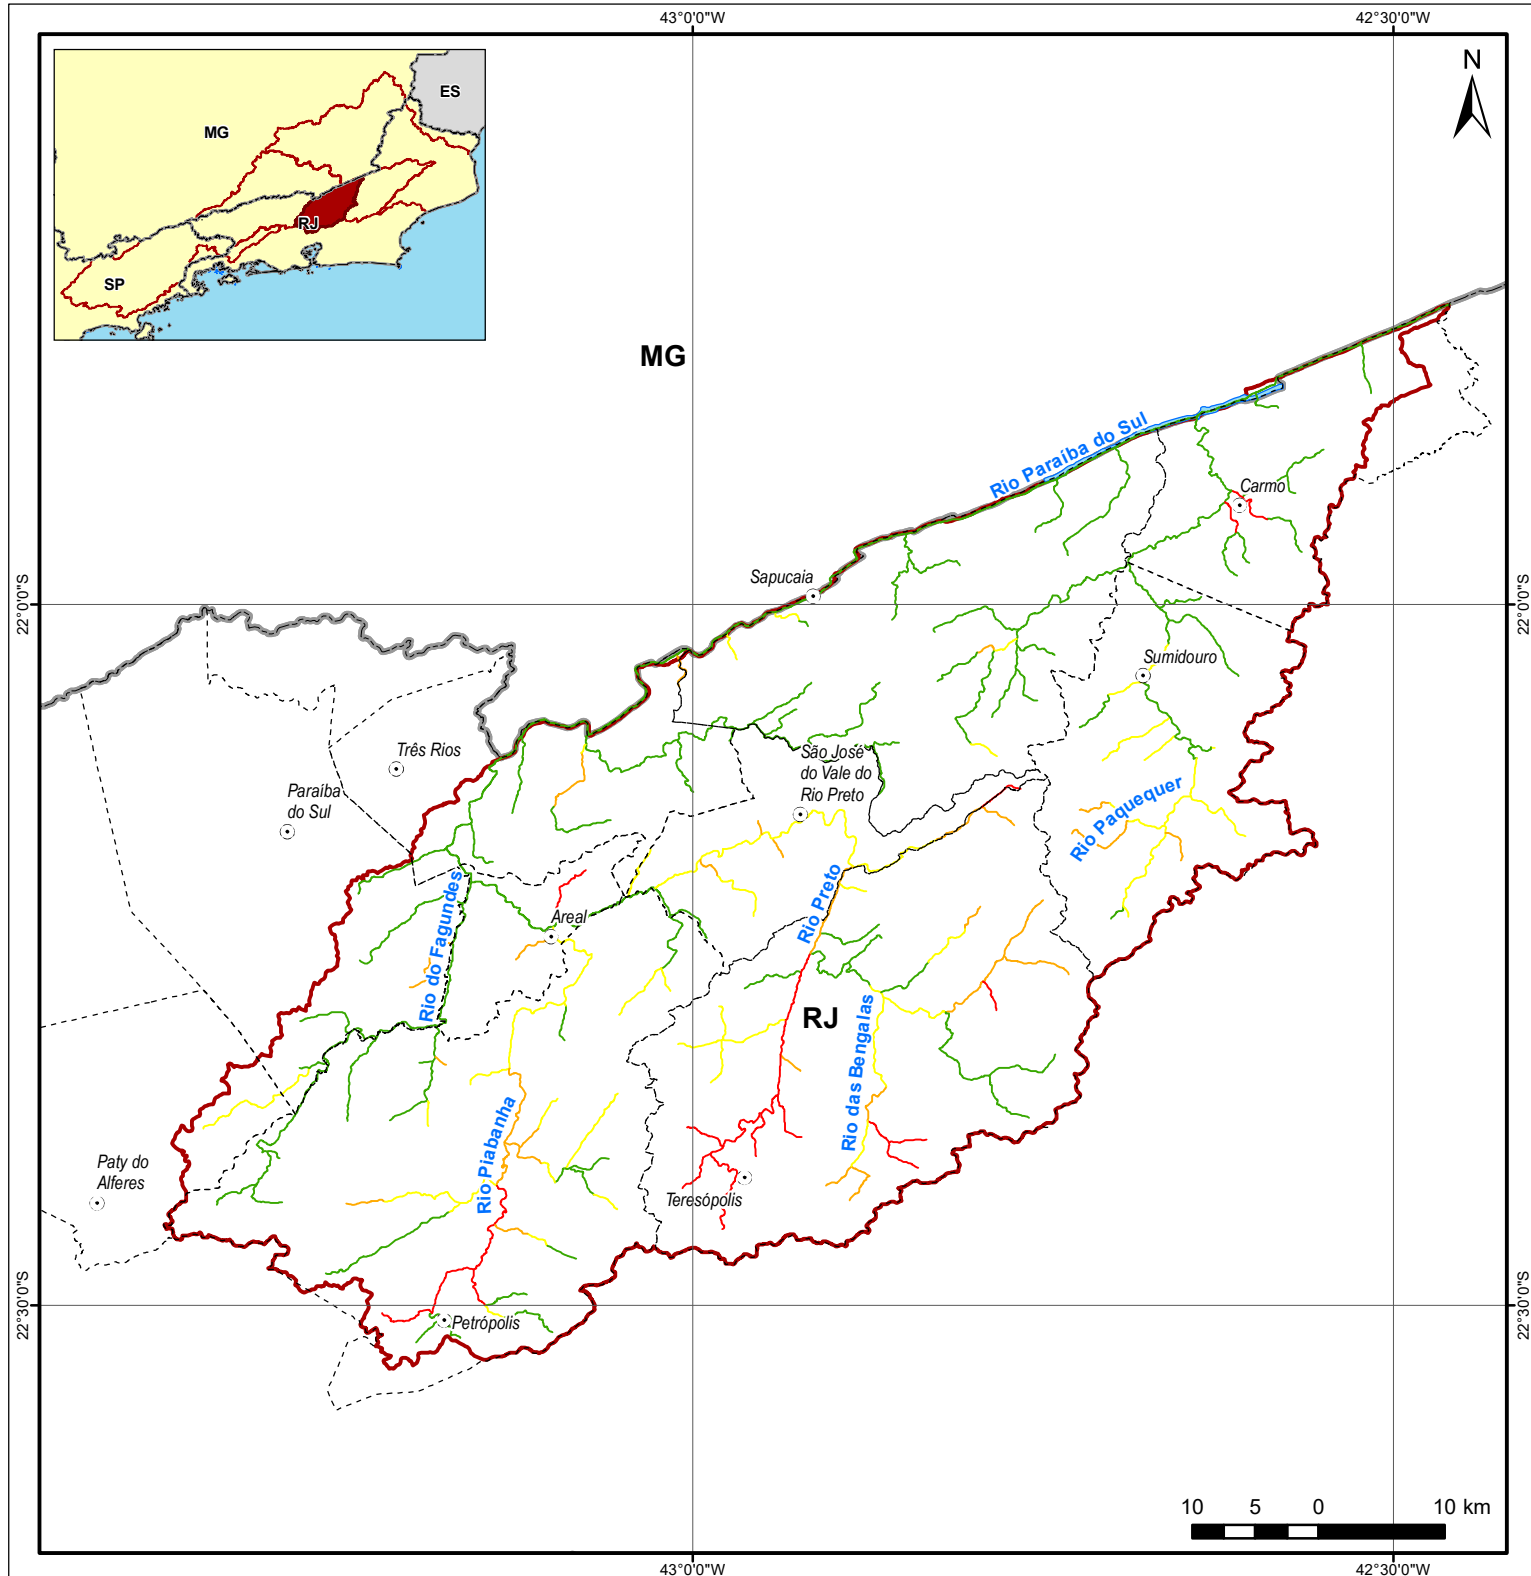 43°0'0"W
42°30'0"W
N
ES
MG
RJ
SP
MG
Rio Paraíba do Sul
Carmo
Sapucaia
22°0'0"S
22°0'0"S
Sumidouro
Três Rios
São José
do Vale do
Rio Preto
Paraíba
do Sul
Rio Paquequer
Rio Preto
Rio do Fagundes
Areal
RJ
Rio das Bengalas
Rio Piabanha
Paty do
Alferes
Teresópolis
22°30'0"S
22°30'0"S
Petrópolis
10 5 0 10 km
43°0'0"W
42°30'0"W